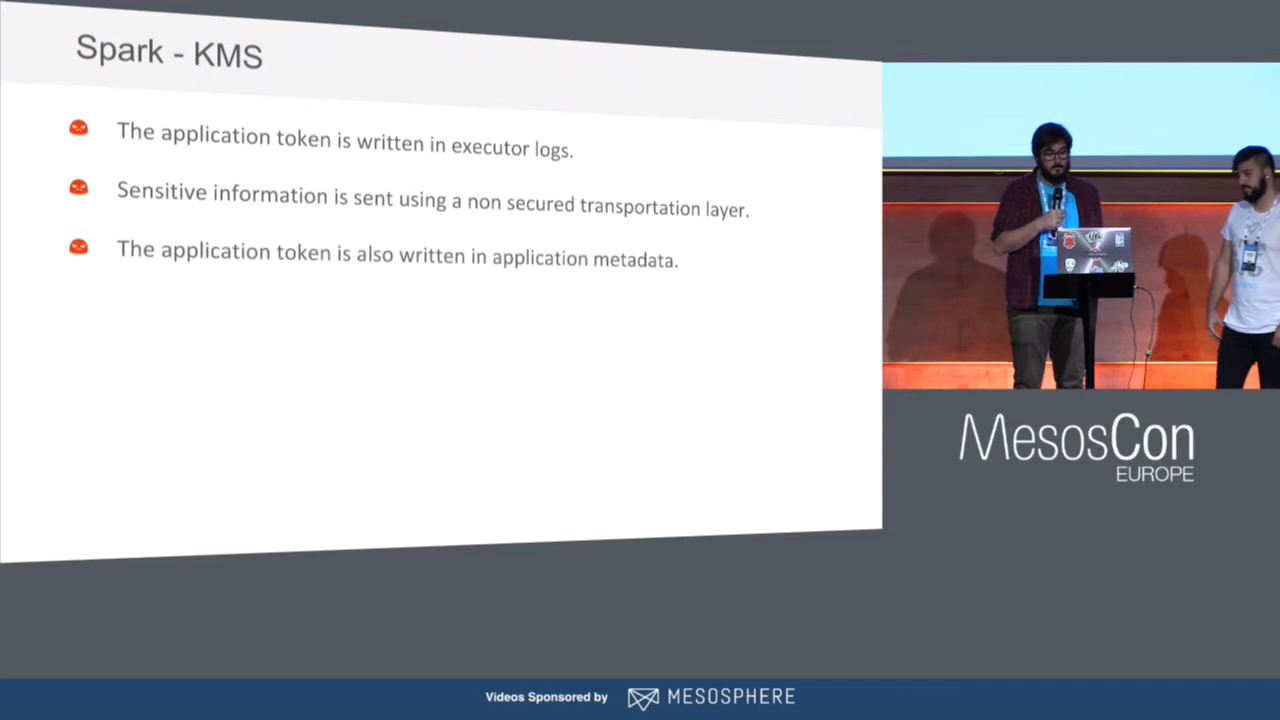 Spark - KMS
The application token is written in executor logs.
Sensitive information is sent using a non secured transportation layer.
The application token is also written in application metadata.
MesosCon
EUROPE
Videos Sponsored by MESOSPHERE